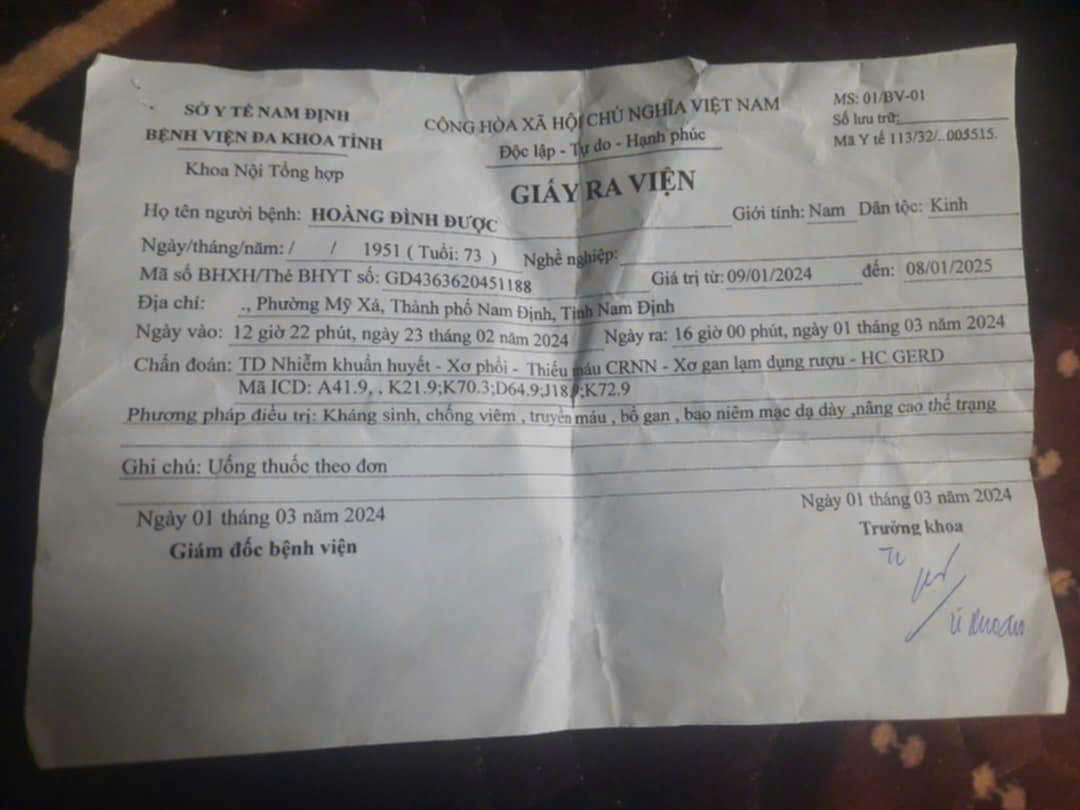 SỞ Y TẾ NAM ĐỊNH
BỆNH VIỆN ĐA KHOA TỈNH
Khoa Nội Tổng hợp
CỘNG HÒA XÃ HỘI CHỦ NGHĨA VIỆT NAM
Độc lập - Tự do - Hạnh phúc
MS: 01/BV-01
Số lưu trữ:
Mã Y tế 113/32/..005515.
GIẤY RA VIỆN
Họ tên người bệnh: HOÀNG ĐÌNH ĐƯỢC Giới tính: Nam Dân tộc: Kinh
Ngày/tháng/năm: / / 1951 ( Tuổi: 73 ) Nghề nghiệp:
Mã số BHXH/Thẻ BHYT số: GD4363620451188 Giá trị từ: 09/01/2024 đến: 08/01/2025
Địa chỉ: ., Phường Mỹ Xá, Thành phố Nam Định, Tỉnh Nam Định
Ngày vào: 12 giờ 22 phút, ngày 23 tháng 02 năm 2024 Ngày ra: 16 giờ 00 phút, ngày 01 tháng 03 năm 2024
Chẩn đoán: TD Nhiễm khuẩn huyết - Xơ phổi - Thiếu máu CRNN - Xơ gan lạm dụng rượu - HC GERD
Mã ICD: A41.9, , K21.9;K70.3;D64.9;J18.9;K72.9
Phương pháp điều trị: Kháng sinh, chống viêm , truyền máu , bổ gan , bao niêm mạc dạ dày ,nâng cao thể trạng
Ghi chú: Uống thuốc theo đơn
Ngày 01 tháng 03 năm 2024
Giám đốc bệnh viện
Ngày 01 tháng 03 năm 2024
Trưởng khoa